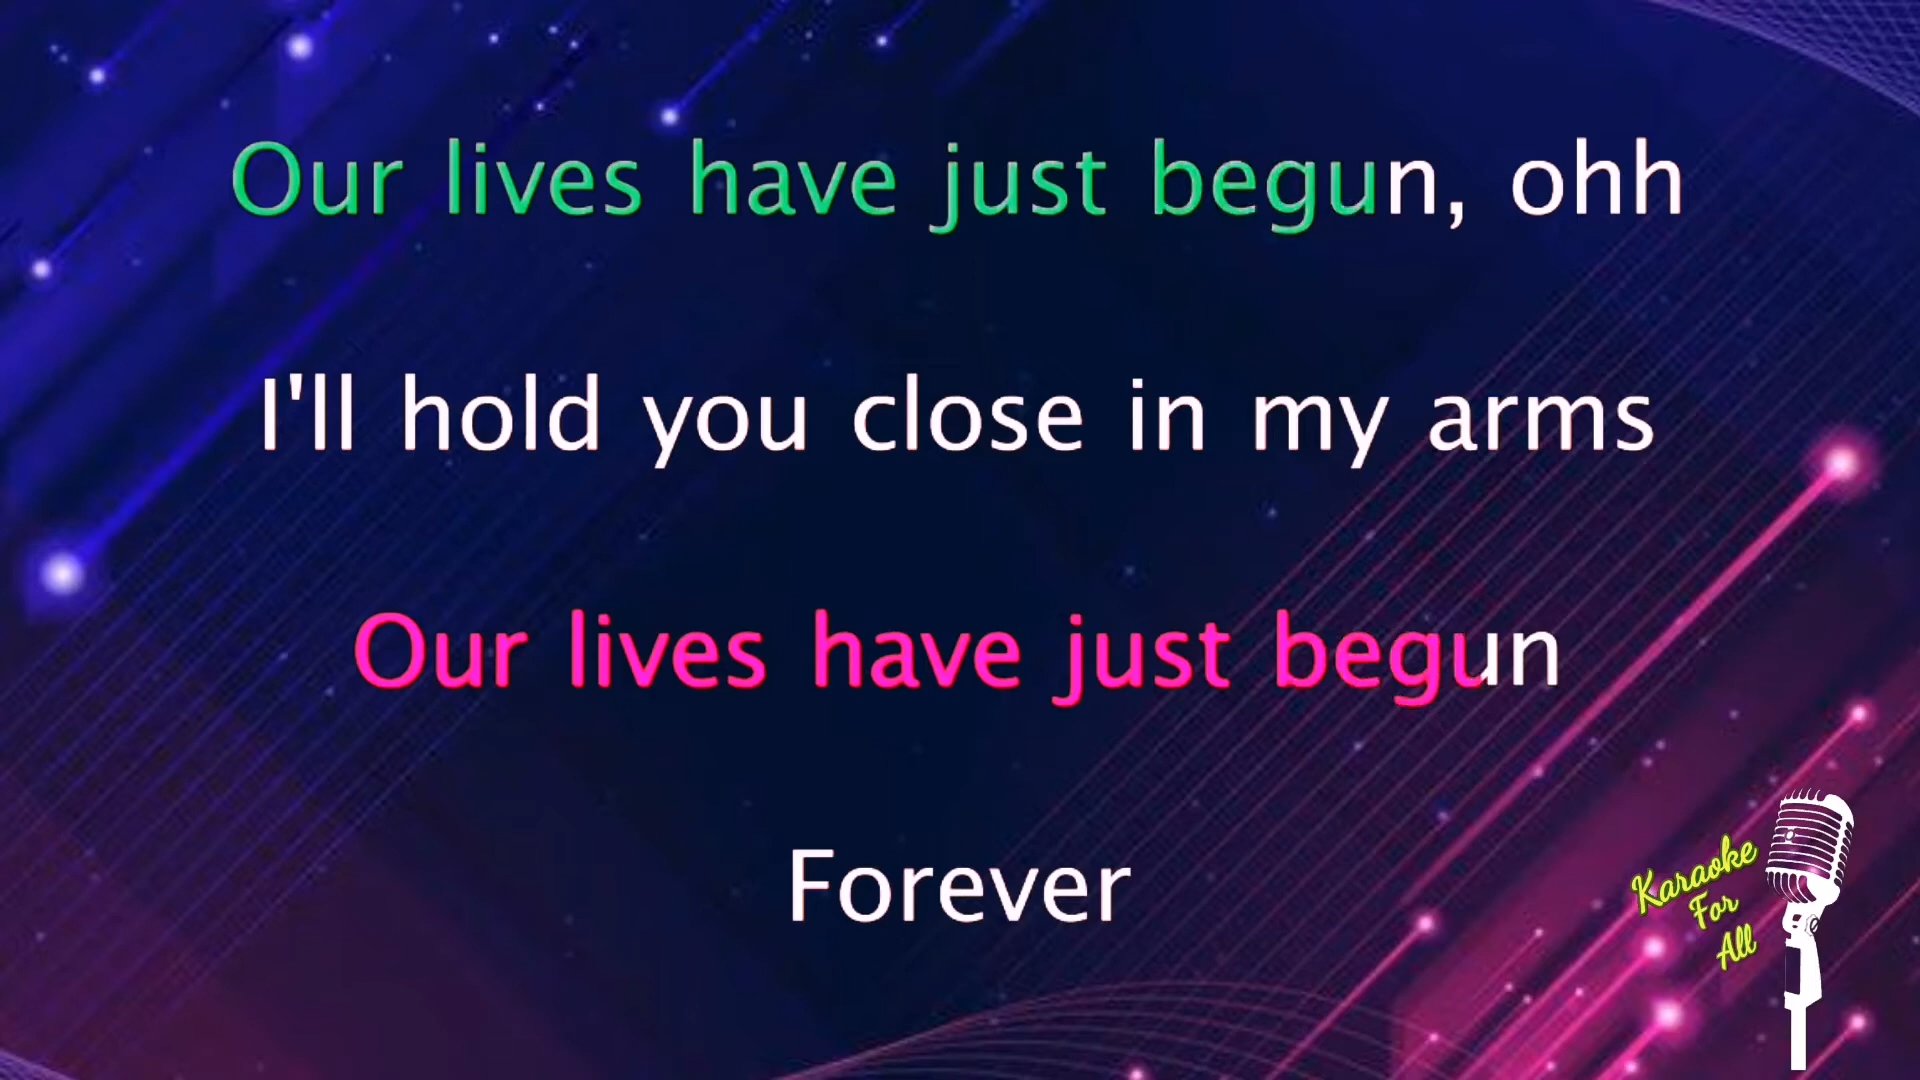 Our lives have just begun, ohh
I'll hold you close in my arms
Our lives have just begun
Forever
Karaoke
For
All